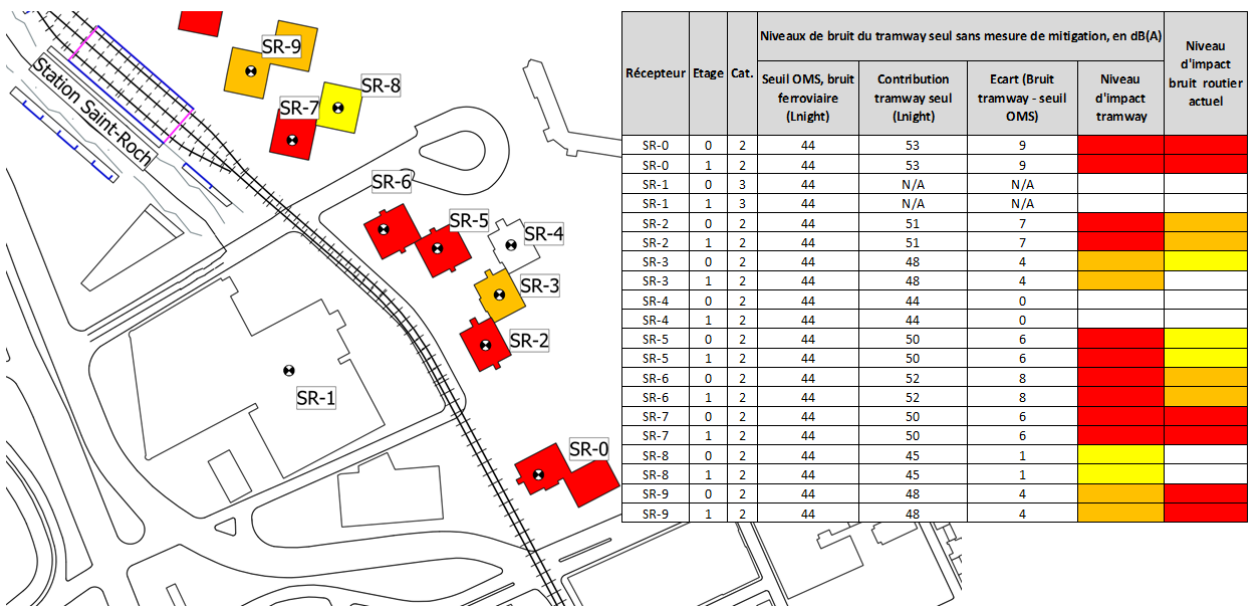 SR-9
SR-8
SR-7
Station Saint-Roch
SR-6
SR-5
SR-4
SR-3
SR-2
SR-1
SR-0
Récepteur Etage Cat. Niveaux de bruit du tramway seul sans mesure de mitigation, en dB(A) Niveau d'impact bruit routier actuel
Seuil OMS, bruit ferroviaire (Lnight) Contribution tramway seul (Lnight) Ecart (Bruit tramway - seuil OMS) Niveau d'impact tramway
SR-0 0 2 44 53 9
SR-0 1 2 44 53 9
SR-1 0 3 44 N/A N/A
SR-1 1 3 44 N/A N/A
SR-2 0 2 44 51 7
SR-2 1 2 44 51 7
SR-3 0 2 44 48 4
SR-3 1 2 44 48 4
SR-4 0 2 44 44 0
SR-4 1 2 44 44 0
SR-5 0 2 44 50 6
SR-5 1 2 44 50 6
SR-6 0 2 44 52 8
SR-6 1 2 44 52 8
SR-7 0 2 44 50 6
SR-7 1 2 44 50 6
SR-8 0 2 44 45 1
SR-8 1 2 44 45 1
SR-9 0 2 44 48 4
SR-9 1 2 44 48 4